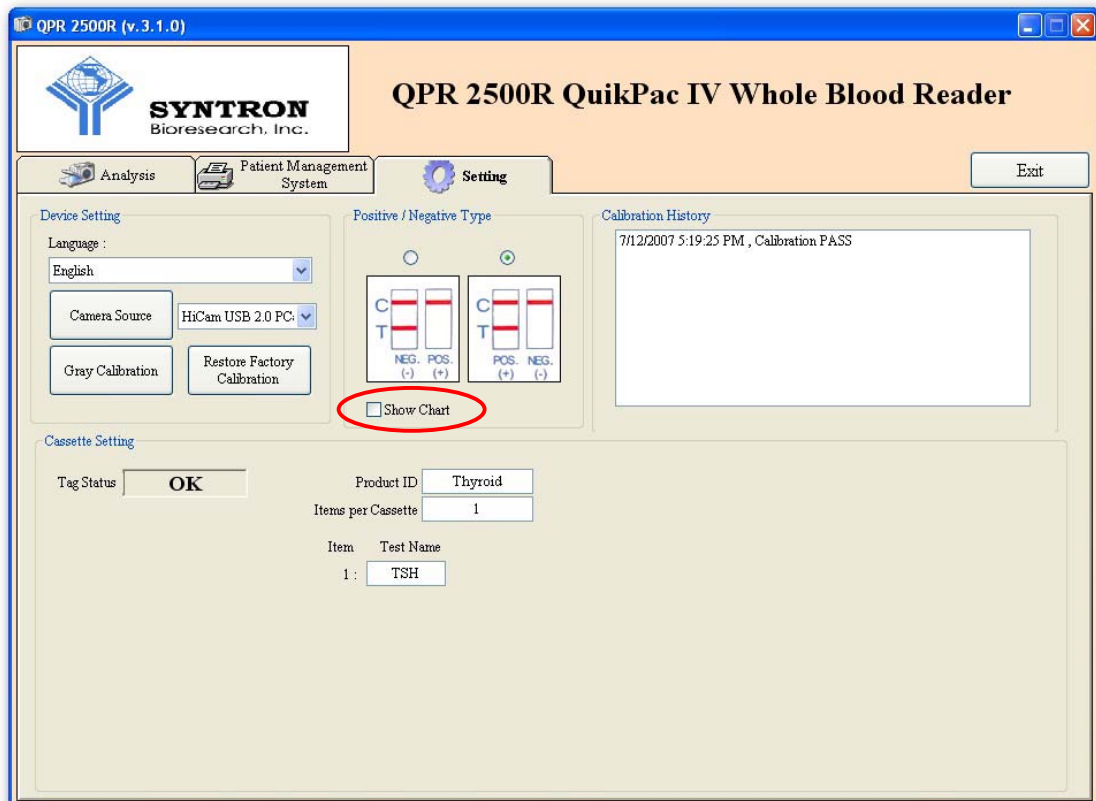 QPR 2500R (v.3.1.0)
SYNTRON
Bioresearch, Inc.
QPR 2500R QuikPac IV Whole Blood Reader
Analysis
Patient Management
System
Setting
Exit
Device Setting
Language :
English
Camera Source
HiCam USB 2.0 PC
Gray Calibration
Restore Factory
Calibration
Positive / Negative Type
C
T
NEG. POS.
(-) (+)
C
T
POS. NEG.
(+) (-)
Show Chart
Calibration History
7/12/2007 5:19:25 PM , Calibration PASS
Cassette Setting
Tag Status OK
Product ID Thyroid
Items per Cassette 1
Item Test Name
1 : TSH